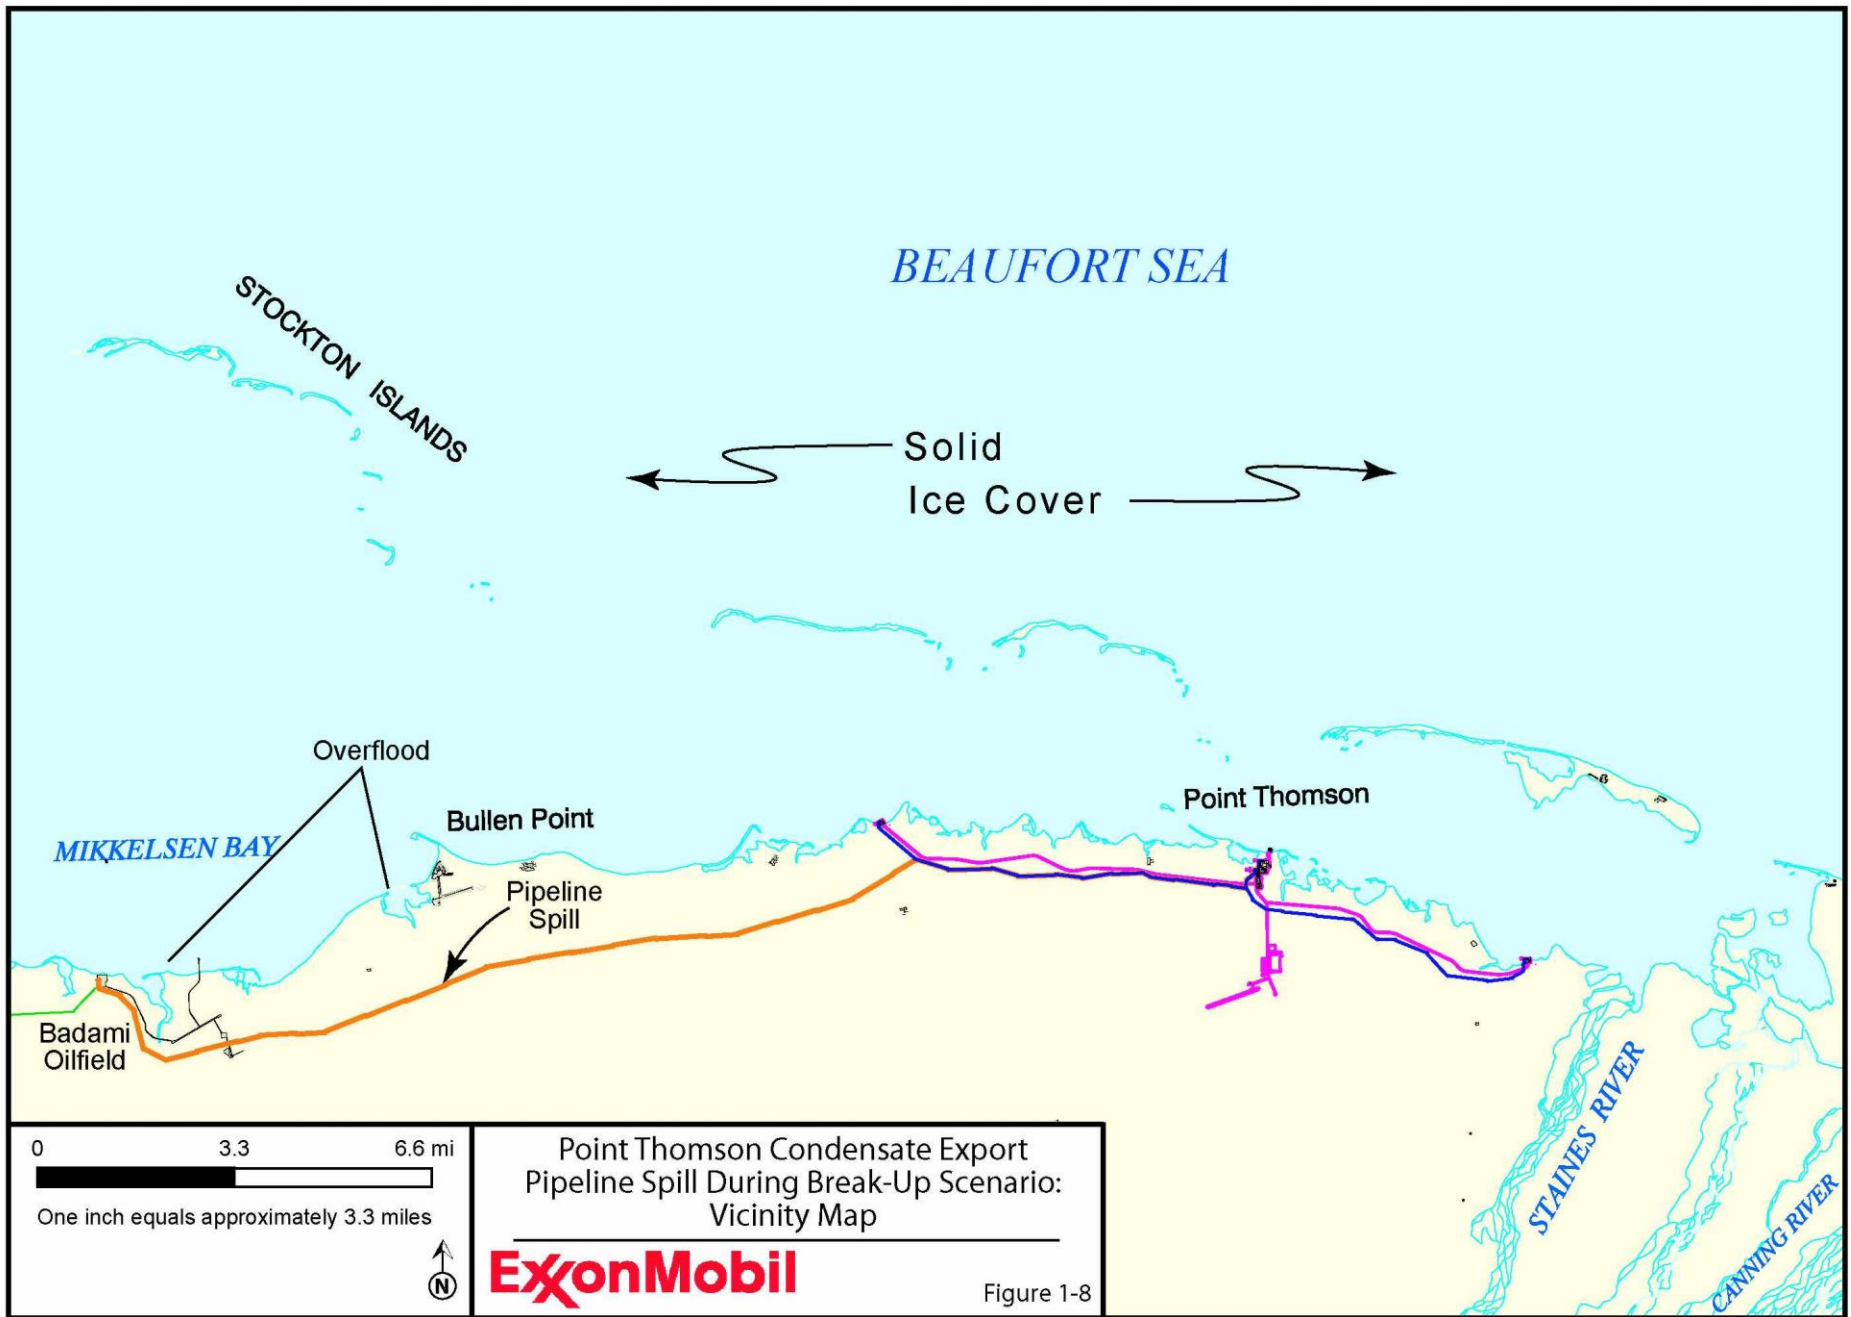 BEAUFORT SEA
STOCKTON ISLANDS
Solid
Ice Cover
Overflood
Bullen Point
Point Thomson
MIKKELSEN BAY
Pipeline
Spill
Badami
Oilfield
STAINES RIVER
CANNING RIVER
0 3.3 6.6 mi
One inch equals approximately 3.3 miles
N
Point Thomson Condensate Export
Pipeline Spill During Break-Up Scenario:
Vicinity Map
ExxonMobil
Figure 1-8